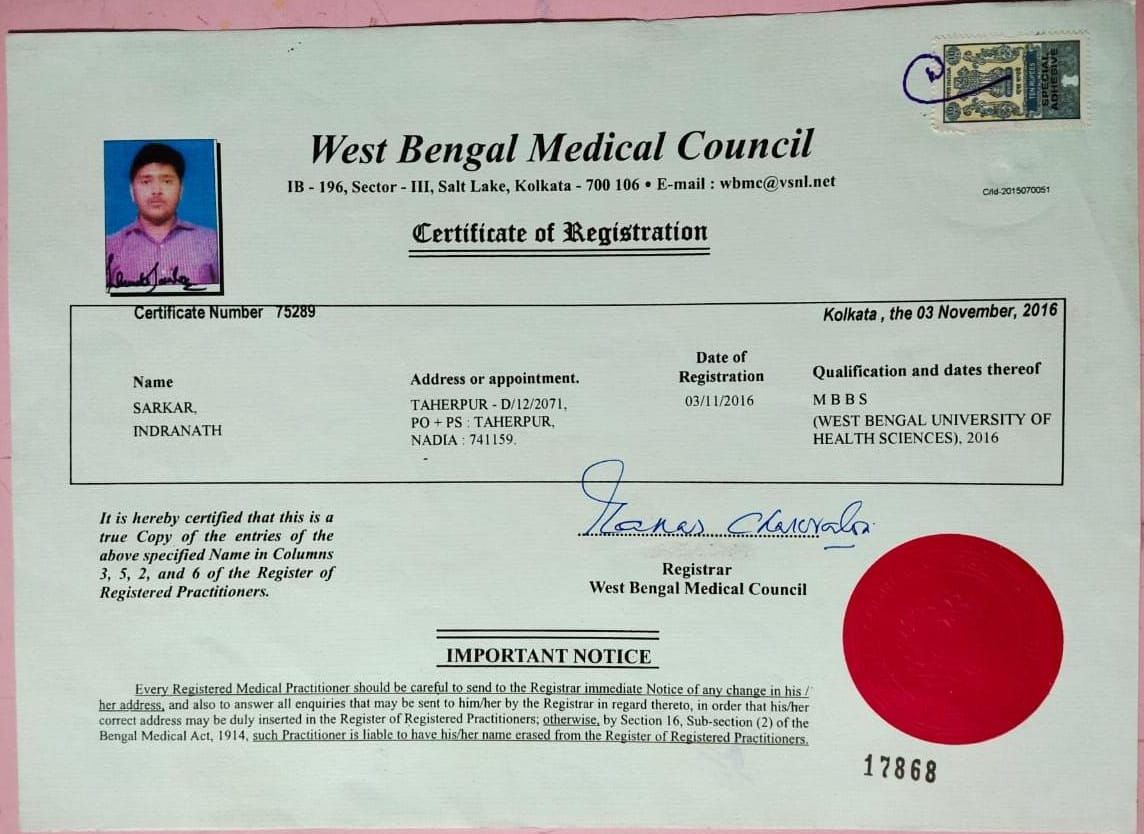 TEN RUPEES
SPECIAL
ADHESIVE
West Bengal Medical Council
IB - 196, Sector - III, Salt Lake, Kolkata - 700 106 • E-mail : wbmc@vsnl.net
C/Id-2015070051
Certificate of Registration
Certificate Number 75289
Kolkata , the 03 November, 2016
Name
Address or appointment.
Date of
Registration
Qualification and dates thereof
SARKAR,
INDRANATH
TAHERPUR - D/12/2071,
PO + PS : TAHERPUR,
NADIA : 741159.
03/11/2016
M B B S
(WEST BENGAL UNIVERSITY OF
HEALTH SCIENCES), 2016
It is hereby certified that this is a
true Copy of the entries of the
above specified Name in Columns
3, 5, 2, and 6 of the Register of
Registered Practitioners.
Manas
Registrar
West Bengal Medical Council
IMPORTANT NOTICE
Every Registered Medical Practitioner should be careful to send to the Registrar immediate Notice of any change in his /
her address, and also to answer all enquiries that may be sent to him/her by the Registrar in regard thereto, in order that his/her
correct address may be duly inserted in the Register of Registered Practitioners; otherwise, by Section 16, Sub-section (2) of the
Bengal Medical Act, 1914, such Practitioner is liable to have his/her name erased from the Register of Registered Practitioners.
17868